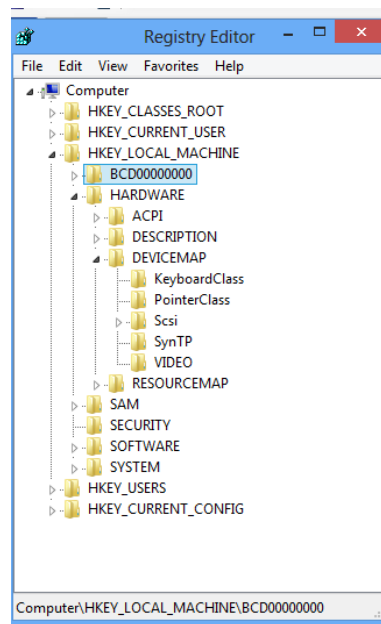 Registry Editor
File Edit View Favorites Help
Computer
HKEY_CLASSES_ROOT
HKEY_CURRENT_USER
HKEY_LOCAL_MACHINE
BCD00000000
HARDWARE
ACPI
DESCRIPTION
DEVICEMAP
KeyboardClass
PointerClass
Scsi
SynTP
VIDEO
RESOURCEMAP
SAM
SECURITY
SOFTWARE
SYSTEM
HKEY_USERS
HKEY_CURRENT_CONFIG
Computer\HKEY_LOCAL_MACHINE\BCD00000000